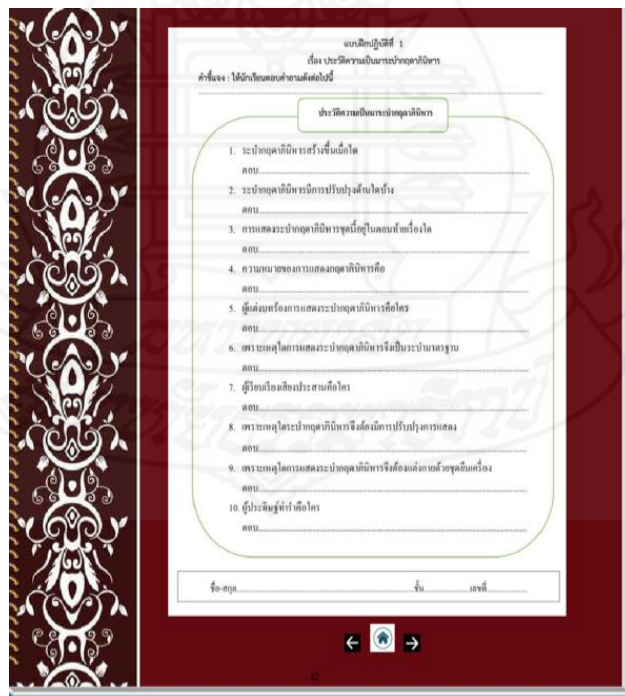 แบบฝึกปฏิบัติที่ 1
เรื่อง ประวัติความเป็นมาระบำกฤดาภินิหาร
คำชี้แจง : ให้นักเรียนตอบคำถามดังต่อไปนี้
ประวัติความเป็นมาระบำกฤดาภินิหาร
1. ระบำกฤดาภินิหารสร้างขึ้นเมื่อใด
ตอบ
2. ระบำกฤดาภินิหารมีการปรับปรุงด้านใดบ้าง
ตอบ
3. การแสดงระบำกฤดาภินิหารชุดนี้อยู่ในตอนท้ายเรื่องใด
ตอบ
4. ความหมายของการแสดงกฤดาภินิหารคือ
ตอบ
5. ผู้แต่งบทร้องการแสดงระบำกฤดาภินิหารคือใคร
ตอบ
6. เพราะเหตุใดการแสดงระบำกฤดาภินิหารจึงเป็นระบำมาตรฐาน
ตอบ
7. ผู้เรียบเรียงเสียงประสานคือใคร
ตอบ
8. เพราะเหตุใดระบำกฤดาภินิหารจึงต้องมีการปรับปรุงการแสดง
ตอบ
9. เพราะเหตุใดการแสดงระบำกฤดาภินิหารจึงต้องแต่งกายด้วยชุดยืนเครื่อง
ตอบ
10. ผู้ประดิษฐ์ท่ารำคือใคร
ตอบ
ชื่อ-สกุล ชั้น เลขที่
42